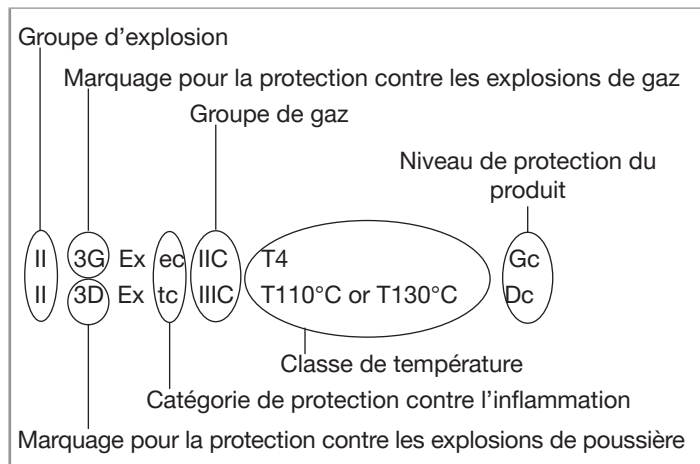 Groupe d'explosion
Marquage pour la protection contre les explosions de gaz
Groupe de gaz
Niveau de protection du
produit
II 3G Ex ec IIC T4 Gc
II 3D Ex tc IIIC T110°C or T130°C Dc
Classe de température
Catégorie de protection contre l'inflammation
Marquage pour la protection contre les explosions de poussière